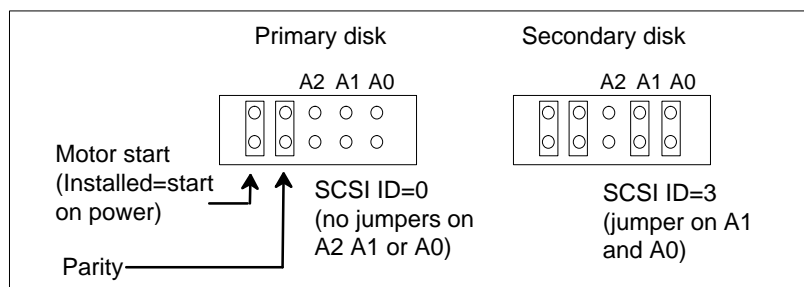 Primary disk
Secondary disk
A2 A1 A0
A2 A1 A0
Motor start
(Installed=start
on power)
Parity
SCSI ID=0
(no jumpers on
A2 A1 or A0)
SCSI ID=3
(jumper on A1
and A0)